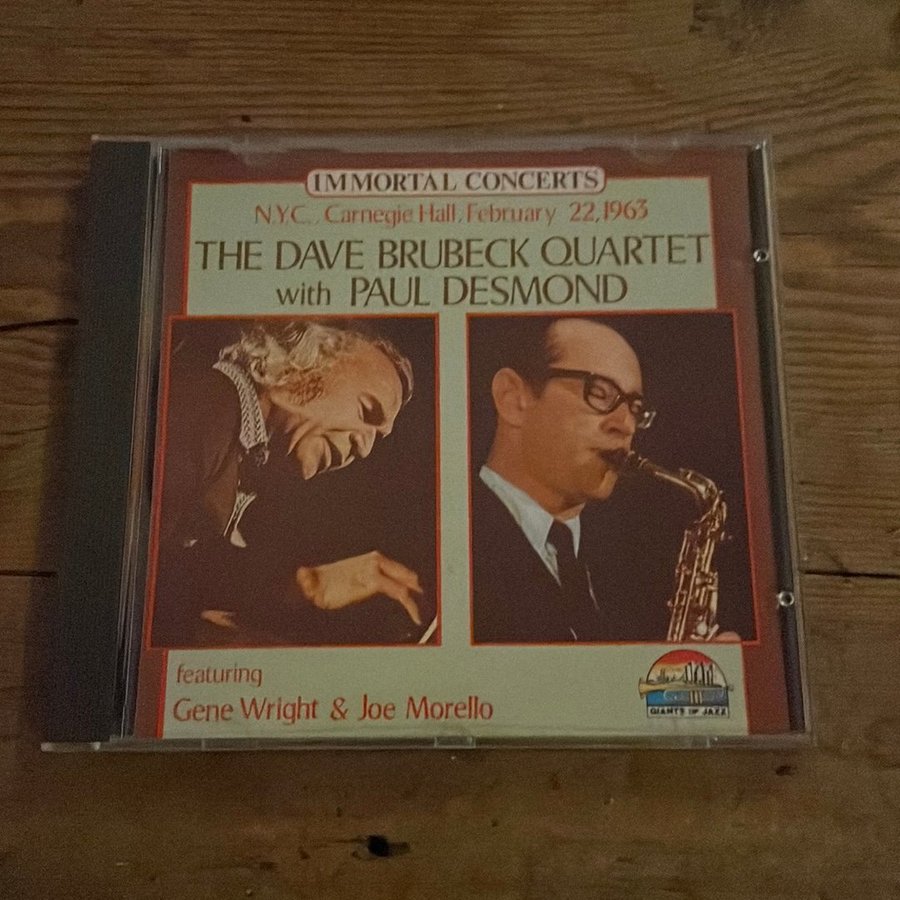 IMMORTAL CONCERTS
N.Y.C., Carnegie Hall, February 22, 1963
THE DAVE BRUBECK QUARTET
with PAUL DESMOND
featuring
Gene Wright & Joe Morello
GIANTS OF JAZZ